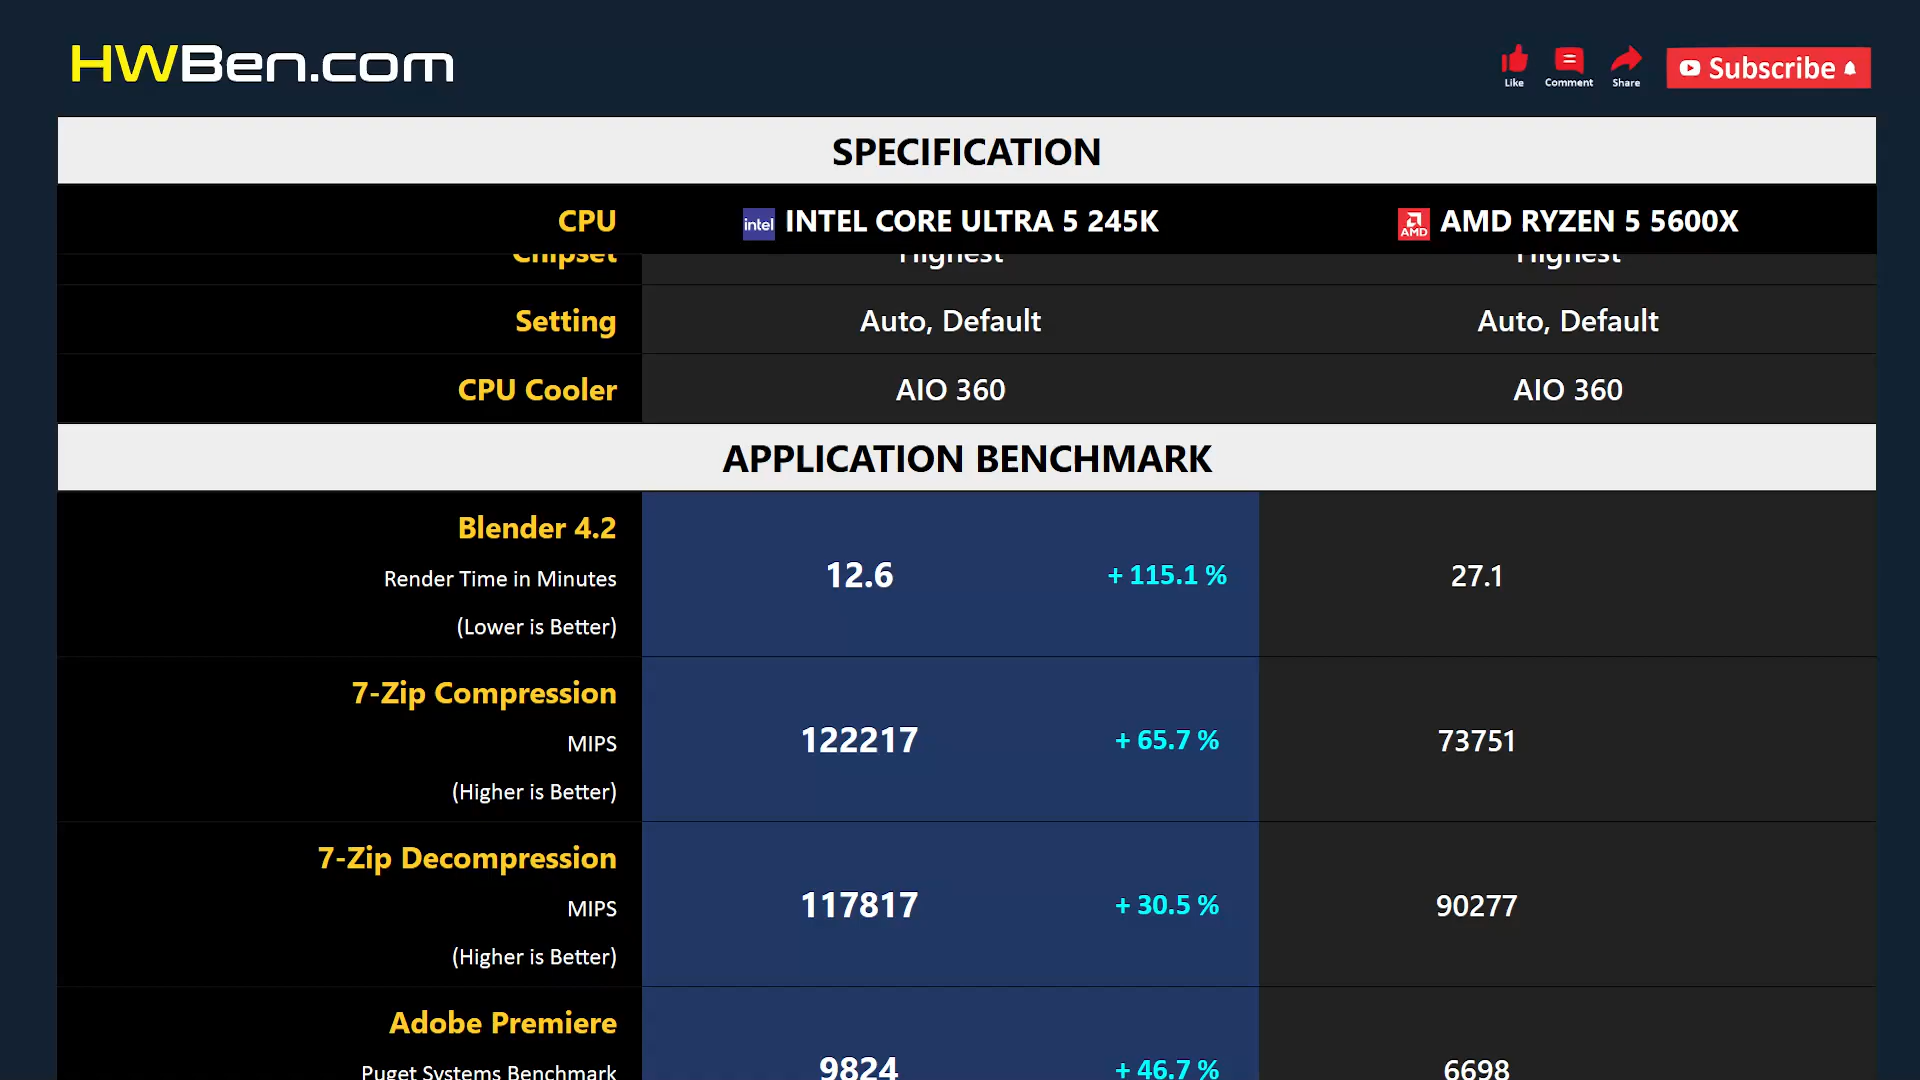 HWBen.com
Like Comment Share Subscribe
SPECIFICATION
CPU intel INTEL CORE ULTRA 5 245K AMD AMD RYZEN 5 5600X
Chipset Highest Highest
Setting Auto, Default Auto, Default
CPU Cooler AIO 360 AIO 360
APPLICATION BENCHMARK
Blender 4.2
Render Time in Minutes 12.6 + 115.1 % 27.1
(Lower is Better)
7-Zip Compression
MIPS 122217 + 65.7 % 73751
(Higher is Better)
7-Zip Decompression
MIPS 117817 + 30.5 % 90277
(Higher is Better)
Adobe Premiere
Puget Systems Benchmark 9824 + 46.7 % 6698